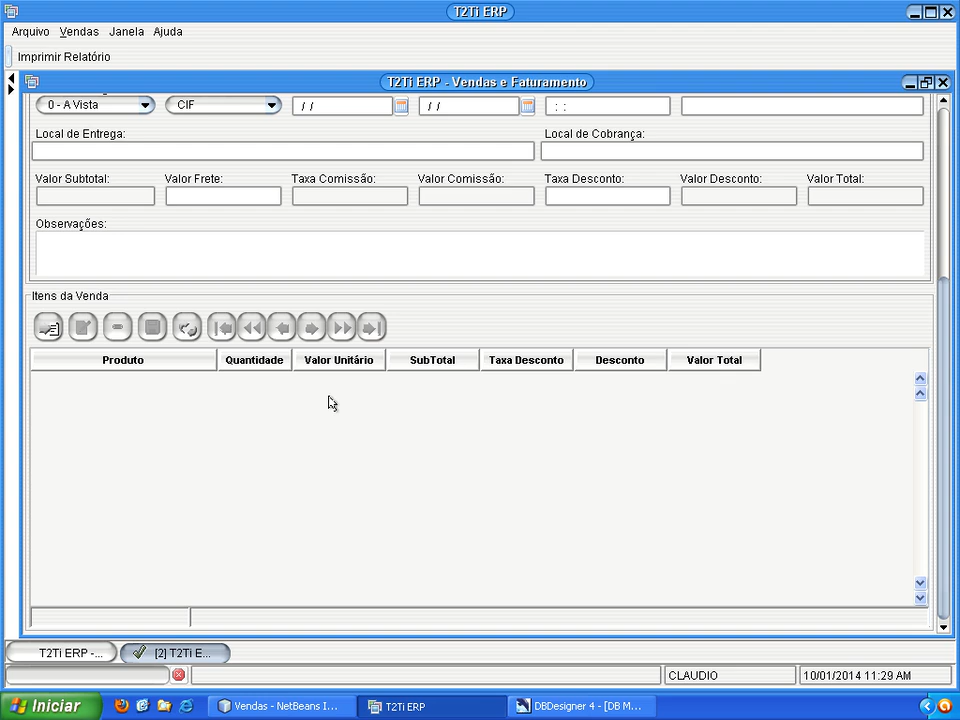 T2Ti ERP
Arquivo Vendas Janela Ajuda
Imprimir Relatório
T2Ti ERP - Vendas e Faturamento
0 - A Vista CIF / / / / : :
Local de Entrega: Local de Cobrança:
Valor Subtotal: Valor Frete: Taxa Comissão: Valor Comissão: Taxa Desconto: Valor Desconto: Valor Total:
Observações:
Itens da Venda
Produto Quantidade Valor Unitário SubTotal Taxa Desconto Desconto Valor Total
T2Ti ERP -... [2] T2Ti E...
CLAUDIO 10/01/2014 11:29 AM
Iniciar Vendas - NetBeans I... T2Ti ERP DBDesigner 4 - [DB M...